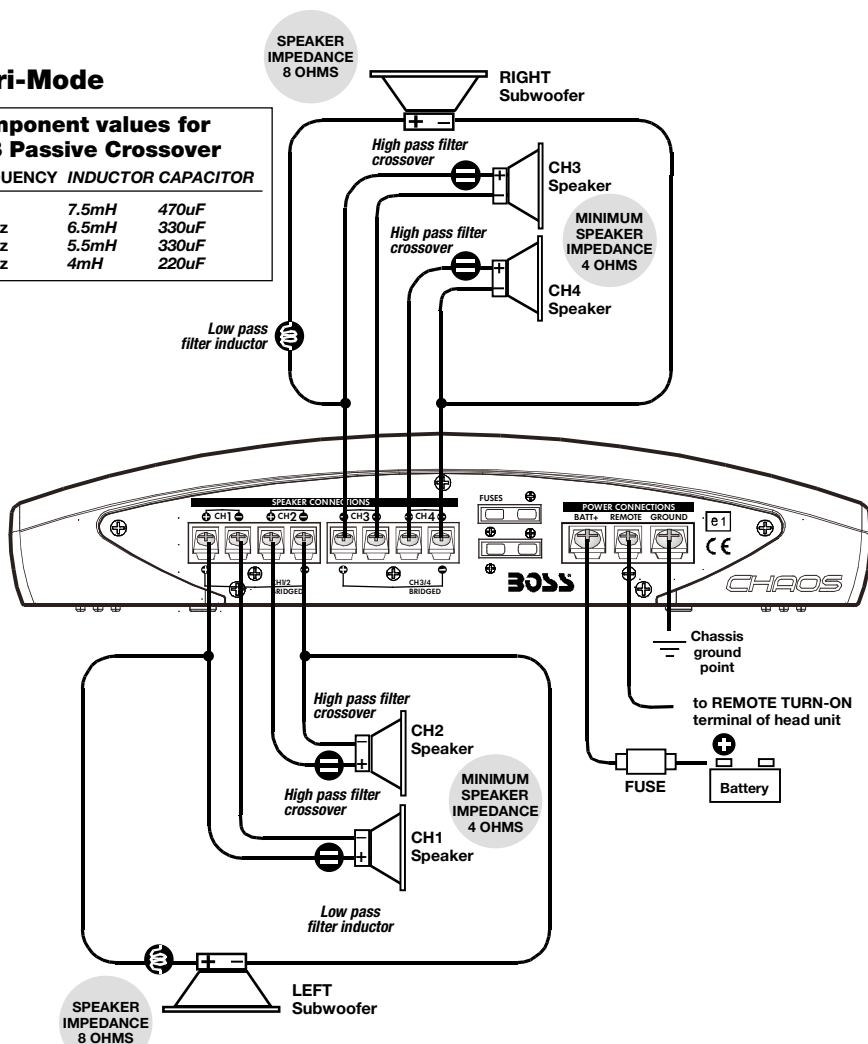 ri-Mode
SPEAKER
IMPEDANCE
8 OHMS
RIGHT
Subwoofer
+ −
mponent values for
Passive Crossover
UENCY INDUCTOR CAPACITOR
7.5mH 470uF
z 6.5mH 330uF
z 5.5mH 330uF
z 4mH 220uF
High pass filter
crossover
+
−
CH3
Speaker
MINIMUM
SPEAKER
IMPEDANCE
4 OHMS
High pass filter
crossover
+
−
CH4
Speaker
Low pass
filter inductor
SPEAKER CONNECTIONS
CH1 CH2 CH3 CH4
CH1/2
BRIDGED
CH3/4
BRIDGED
FUSES
POWER CONNECTIONS
BATT+ REMOTE GROUND
e1
CE
BOSS
CHAOS
Chassis
ground
point
to REMOTE TURN-ON
terminal of head unit
FUSE
+
Battery
High pass filter
crossover
−
+
CH2
Speaker
High pass filter
crossover
−
+
CH1
Speaker
MINIMUM
SPEAKER
IMPEDANCE
4 OHMS
Low pass
filter inductor
+ −
LEFT
Subwoofer
SPEAKER
IMPEDANCE
8 OHMS